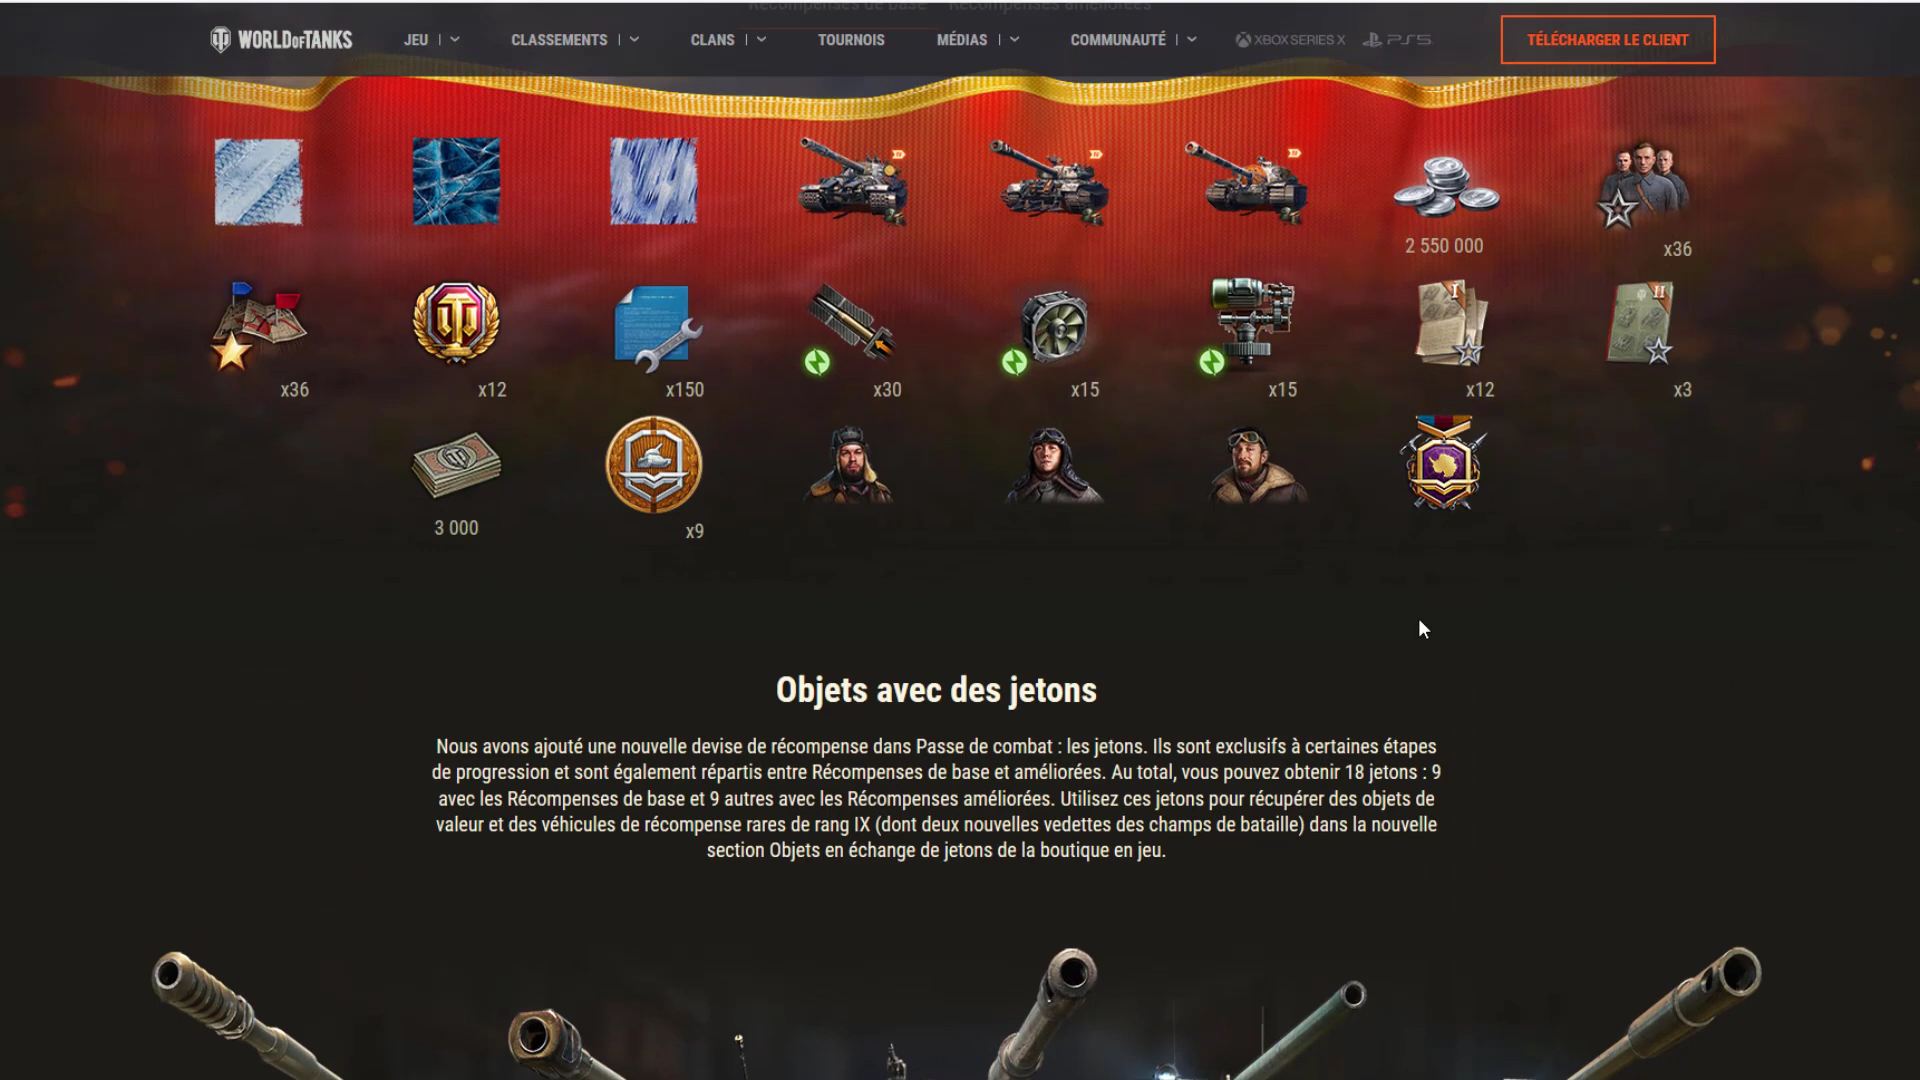 Récompenses de base Récompenses améliorées
WORLD OF TANKS JEU CLASSEMENTS CLANS TOURNOIS MÉDIAS COMMUNAUTÉ XBOX SERIES X PS5 TÉLÉCHARGER LE CLIENT
2 550 000
x36
I II
x36 x12 x150 x30 x15 x15 x12 x3
3 000 x9
Objets avec des jetons
Nous avons ajouté une nouvelle devise de récompense dans Passe de combat : les jetons. Ils sont exclusifs à certaines étapes
de progression et sont également répartis entre Récompenses de base et améliorées. Au total, vous pouvez obtenir 18 jetons : 9
avec les Récompenses de base et 9 autres avec les Récompenses améliorées. Utilisez ces jetons pour récupérer des objets de
valeur et des véhicules de récompense rares de rang IX (dont deux nouvelles vedettes des champs de bataille) dans la nouvelle
section Objets en échange de jetons de la boutique en jeu.